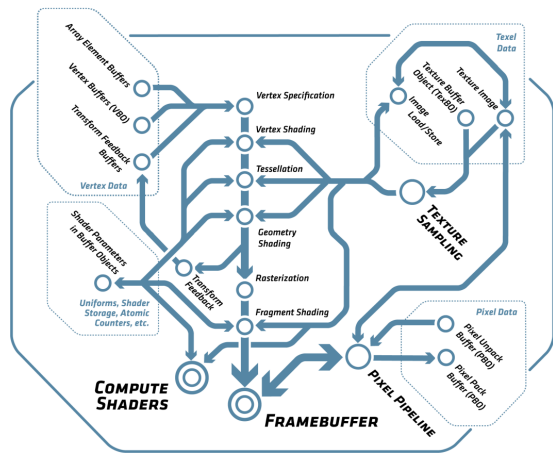 Array Element Buffers
Vertex Buffers (VBO)
Transform Feedback
Buffers
Vertex Data
Vertex Specification
Vertex Shading
Tessellation
Geometry
Shading
Rasterization
Fragment Shading
Transform
Feedback
Shader Parameters
in Buffer Objects
Uniforms, Shader
Storage, Atomic
Counters, etc.
Compute
Shaders
Framebuffer
Texel
Data
Texture Image
Texture Buffer
Object (TexBO)
Image
Load/Store
Texture
Sampling
Pixel Data
Pixel Unpack
Buffer (PBO)
Pixel Pack
Buffer (PBO)
Pixel Pipeline